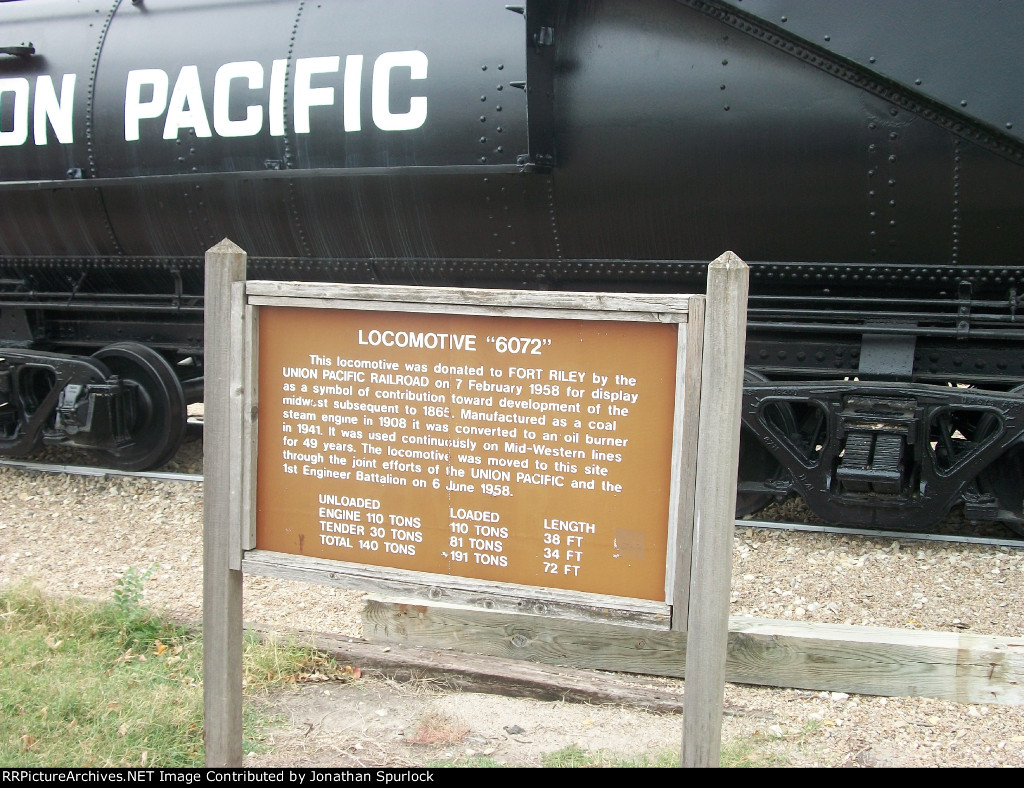 ON PACIFIC
LOCOMOTIVE "6072"
This locomotive was donated to FORT RILEY by the
UNION PACIFIC RAILROAD on 7 February 1958 for display
as a symbol of contribution toward development of the
midwest subsequent to 1865. Manufactured as a coal
steam engine in 1908 it was converted to an oil burner
in 1941. It was used continuously on Mid-Western lines
for 49 years. The locomotive was moved to this site
through the joint efforts of the UNION PACIFIC and the
1st Engineer Battalion on 6 June 1958.
UNLOADED LOADED LENGTH
ENGINE 110 TONS 110 TONS 38 FT
TENDER 30 TONS 81 TONS 34 FT
TOTAL 140 TONS 191 TONS 72 FT
RRPictureArchives.NET Image Contributed by Jonathan Spurlock